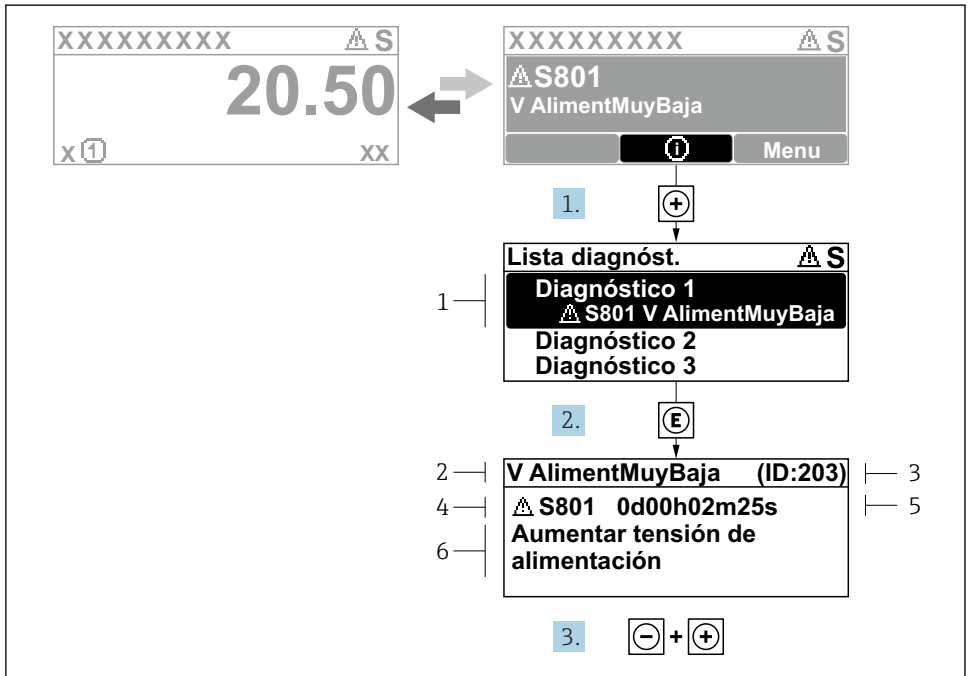 XXXXXXXXX ⚠ S
20.50
x ① xx
XXXXXXXXX ⚠ S
⚠ S801
V AlimentMuyBaja
ⓘ Menu
1. +
Lista diagnóst. ⚠ S
1
Diagnóstico 1
⚠ S801 V AlimentMuyBaja
Diagnóstico 2
Diagnóstico 3
2. E
2 V AlimentMuyBaja (ID:203) 3
4 ⚠ S801 0d00h02m25s 5
6
Aumentar tensión de
alimentación
3. - + +